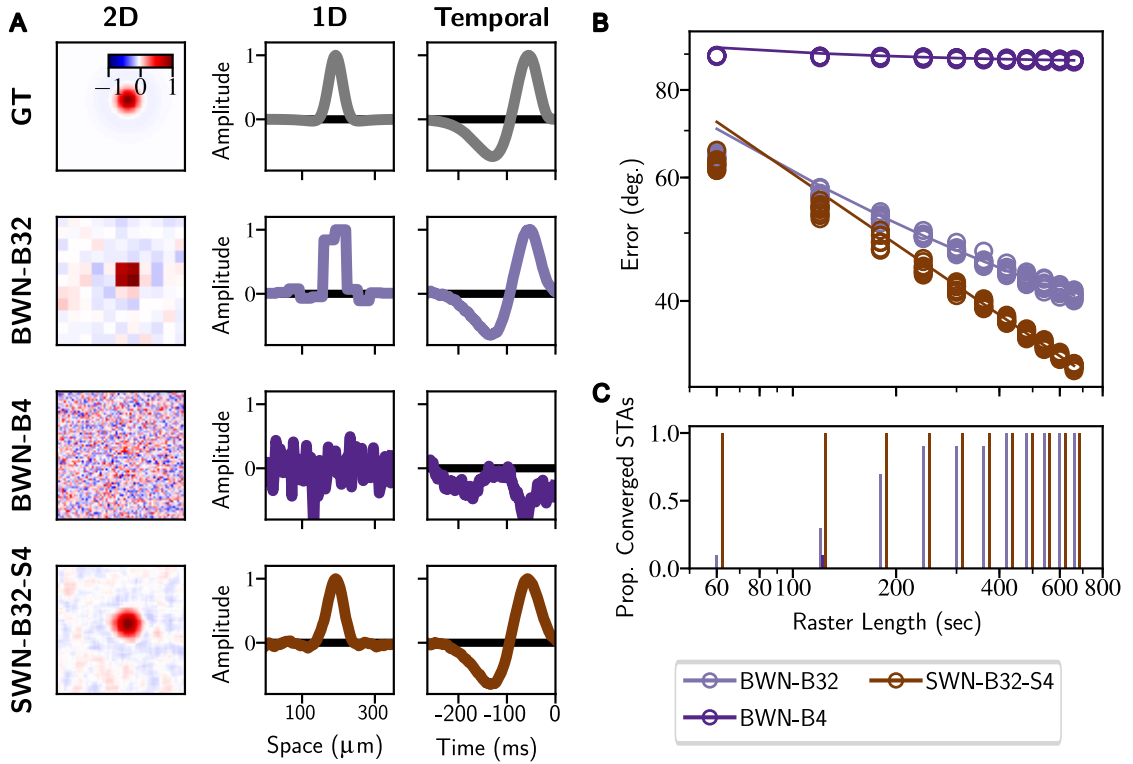 A
2D
1D
Temporal
B
GT
−1 0 1
Amplitude
1
0
BWN-B32
Amplitude
1
0
BWN-B4
Amplitude
1
0
SWN-B32-S4
Amplitude
1
0
100
300
Space (μm)
-200
-100
0
Time (ms)
Error (deg.)
80
60
40
C
Prop. Converged STAs
1.0
0.5
0.0
60
80
100
200
400
600
800
Raster Length (sec)
BWN-B32
SWN-B32-S4
BWN-B4